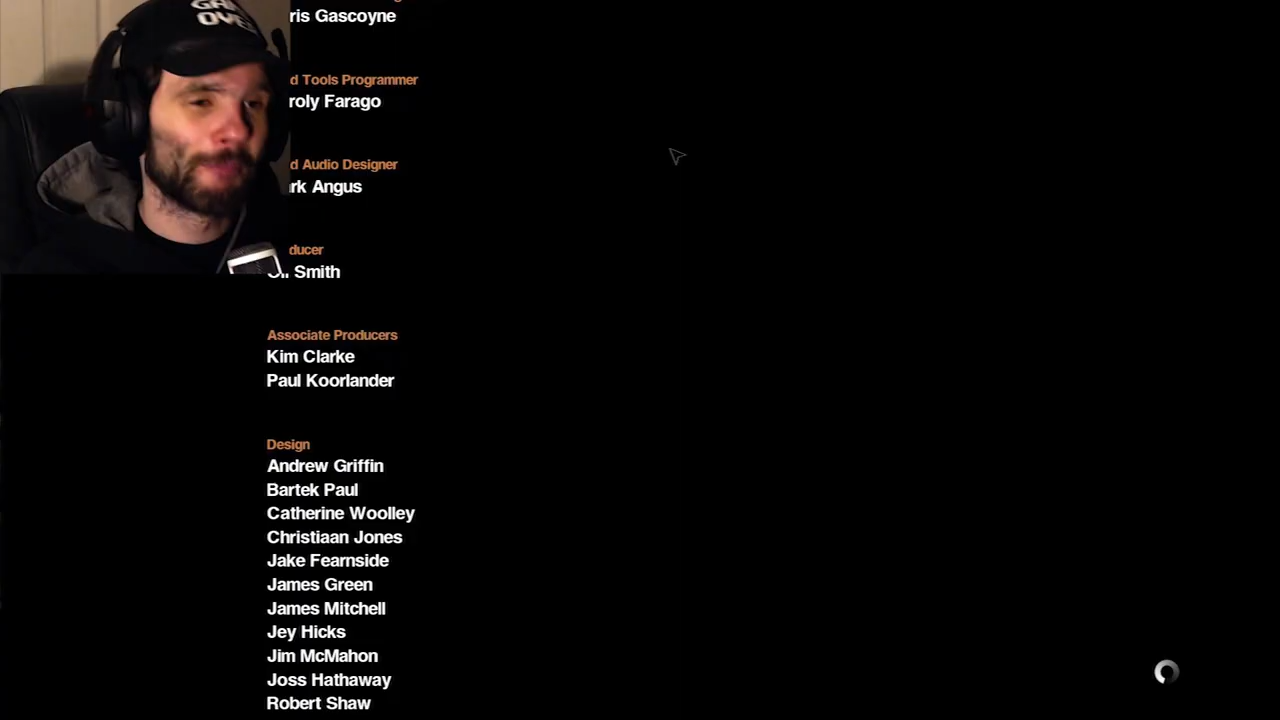 GAME
OVER
ris Gascoyne
d Tools Programmer
roly Farago
d Audio Designer
rk Angus
ducer
Smith
Associate Producers
Kim Clarke
Paul Koorlander
Design
Andrew Griffin
Bartek Paul
Catherine Woolley
Christiaan Jones
Jake Fearnside
James Green
James Mitchell
Jey Hicks
Jim McMahon
Joss Hathaway
Robert Shaw